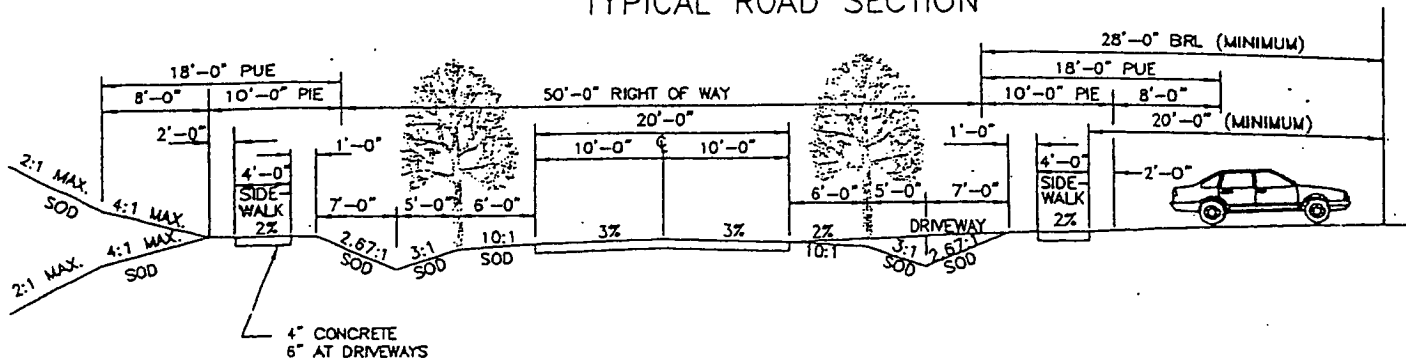 TYPICAL ROAD SECTION
28'-0" BRL (MINIMUM)
18'-0" PUE
18'-0" PUE
8'-0"
10'-0" PIE
50'-0" RIGHT OF WAY
10'-0" PIE
8'-0"
20'-0"
20'-0" (MINIMUM)
2'-0"
1'-0"
10'-0"
℄
10'-0"
1'-0"
4'-0"
SIDE-
WALK
2%
4'-0"
SIDE-
WALK
2%
2'-0"
7'-0"
5'-0"
6'-0"
6'-0"
5'-0"
7'-0"
2:1 MAX.
SOD
4:1 MAX.
4:1 MAX.
SOD
2:1 MAX.
2.67:1
SOD
3:1
SOD
10:1
SOD
3%
3%
2%
10:1
DRIVEWAY
3:1
SOD
2.67:1
SOD
4" CONCRETE
6" AT DRIVEWAYS